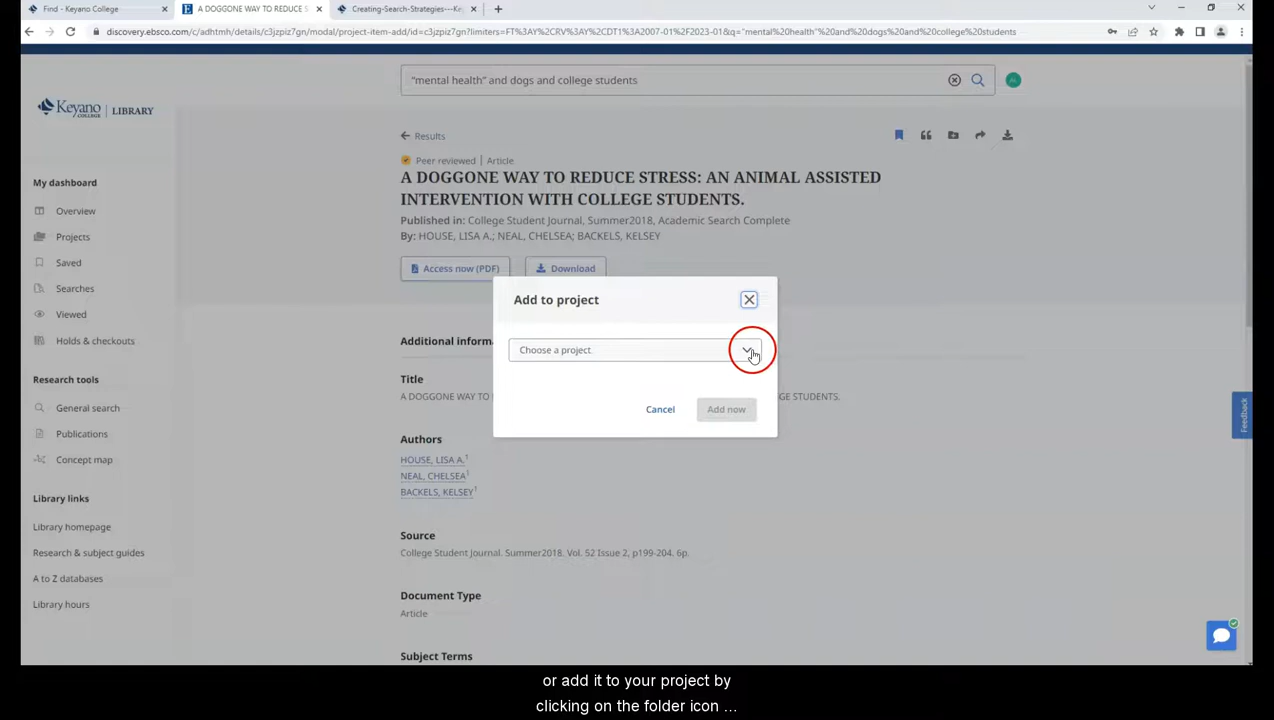 Find - Keyano College
A DOGGONE WAY TO REDUCE S
Creating-Search-Strategies---Ke
discovery.ebsco.com/c/adhtmh/details/c3jzpiz7gn/modal/project-item-add/id=c3jzpiz7gn?limiters=FT%3AY%2CRV%3AY%2CDT1%3A2007-01%2F2023-01&q="mental%20health"%20and%20dogs%20and%20college%20students
"mental health" and dogs and college students
Keyano
COLLEGE
LIBRARY
Results
Peer reviewed | Article
A DOGGONE WAY TO REDUCE STRESS: AN ANIMAL ASSISTED
INTERVENTION WITH COLLEGE STUDENTS.
Published in: College Student Journal, Summer2018, Academic Search Complete
By: HOUSE, LISA A.; NEAL, CHELSEA; BACKELS, KELSEY
Access now (PDF)
Download
My dashboard
Overview
Projects
Saved
Searches
Viewed
Holds & checkouts
Research tools
General search
Publications
Concept map
Library links
Library homepage
Research & subject guides
A to Z databases
Library hours
Add to project
Choose a project
Cancel
Add now
Additional inform
Title
A DOGGONE WAY TO
GE STUDENTS.
Authors
HOUSE, LISA A.1
NEAL, CHELSEA1
BACKELS, KELSEY1
Source
College Student Journal. Summer2018. Vol. 52 Issue 2, p199-204. 6p.
Document Type
Article
Subject Terms
Feedback
or add it to your project by
clicking on the folder icon ...